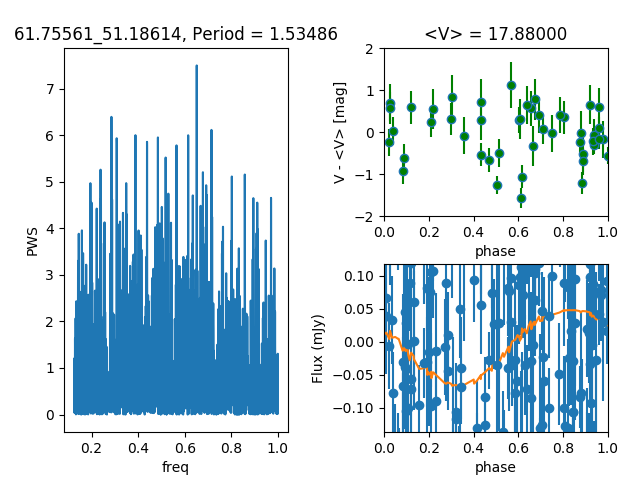 61.75561_51.18614, Period = 1.53486
<V> = 17.88000
PWS
7
6
5
4
3
2
1
0
0.2 0.4 0.6 0.8 1.0
freq
V - <V> [mag]
2
1
0
−1
−2
0.0 0.2 0.4 0.6 0.8 1.0
phase
Flux (mJy)
0.10
0.05
0.00
−0.05
−0.10
0.0 0.2 0.4 0.6 0.8 1.0
phase